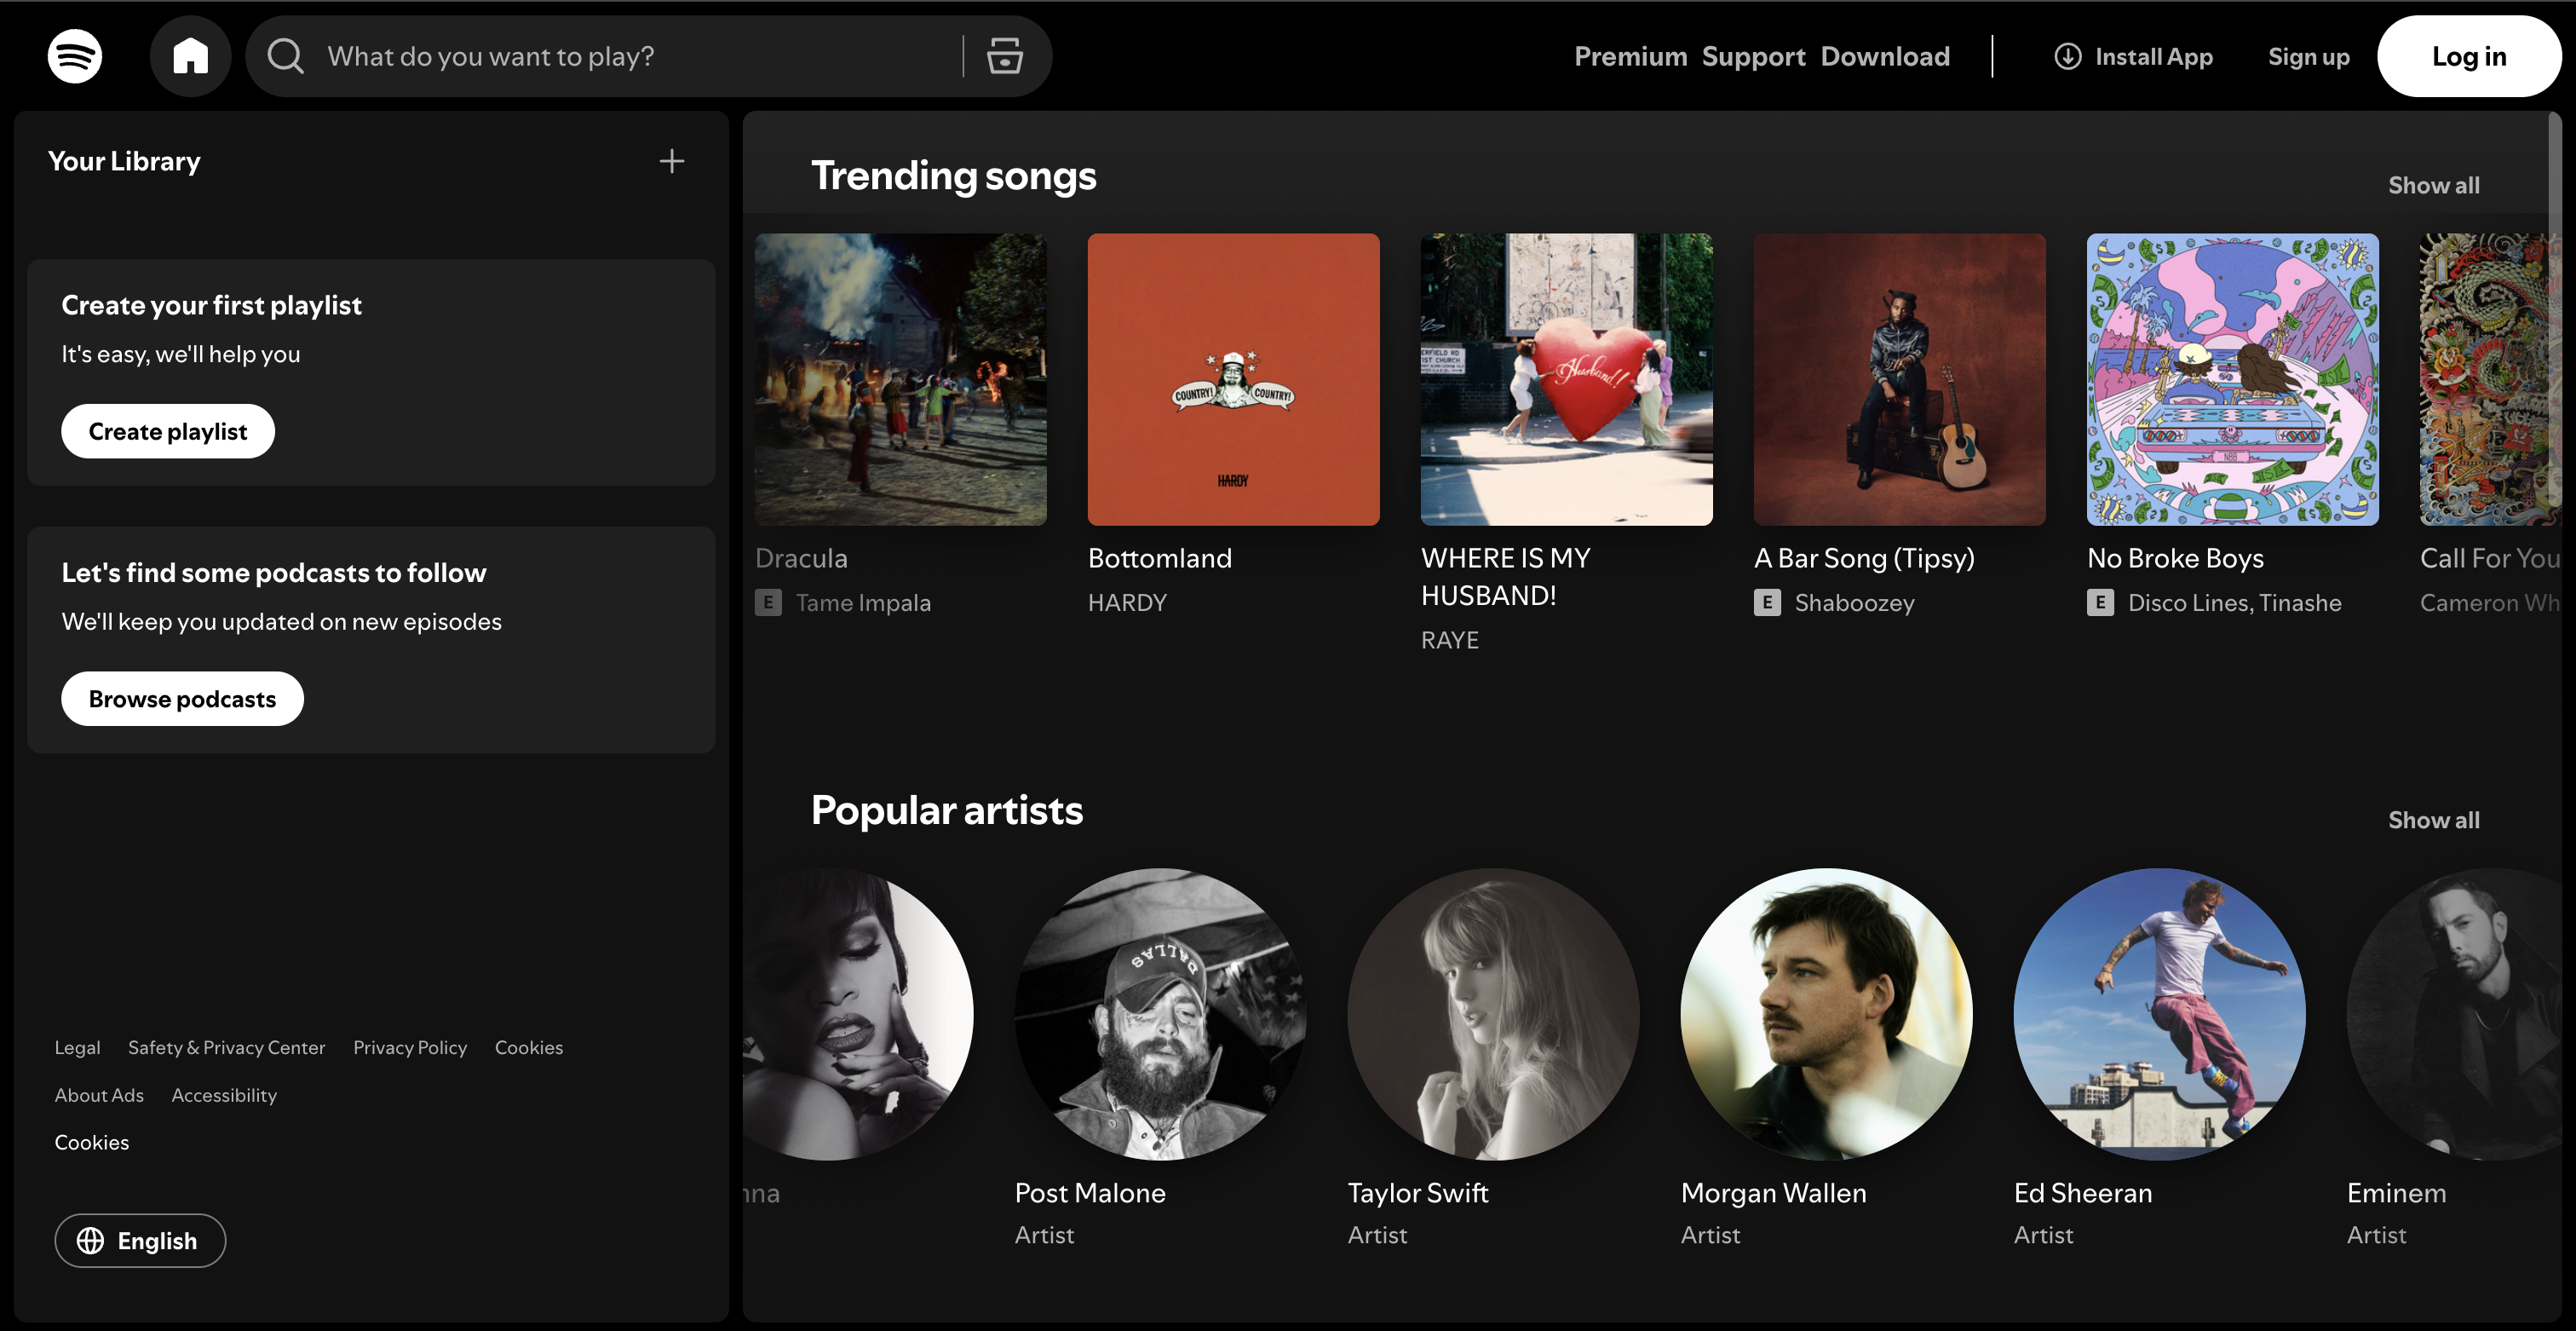 What do you want to play?
Premium Support Download
Install App
Sign up
Log in
Your Library
Create your first playlist
It's easy, we'll help you
Create playlist
Let's find some podcasts to follow
We'll keep you updated on new episodes
Browse podcasts
Legal Safety & Privacy Center Privacy Policy Cookies
About Ads Accessibility
Cookies
English
Trending songs
Show all
COUNTRY! COUNTRY!
HARDY
Husband!
Dracula
E Tame Impala
Bottomland
HARDY
WHERE IS MY
HUSBAND!
RAYE
A Bar Song (Tipsy)
E Shaboozey
No Broke Boys
E Disco Lines, Tinashe
Call For You
Cameron Wh
Popular artists
Show all
DALLAS
nna
Post Malone
Artist
Taylor Swift
Artist
Morgan Wallen
Artist
Ed Sheeran
Artist
Eminem
Artist